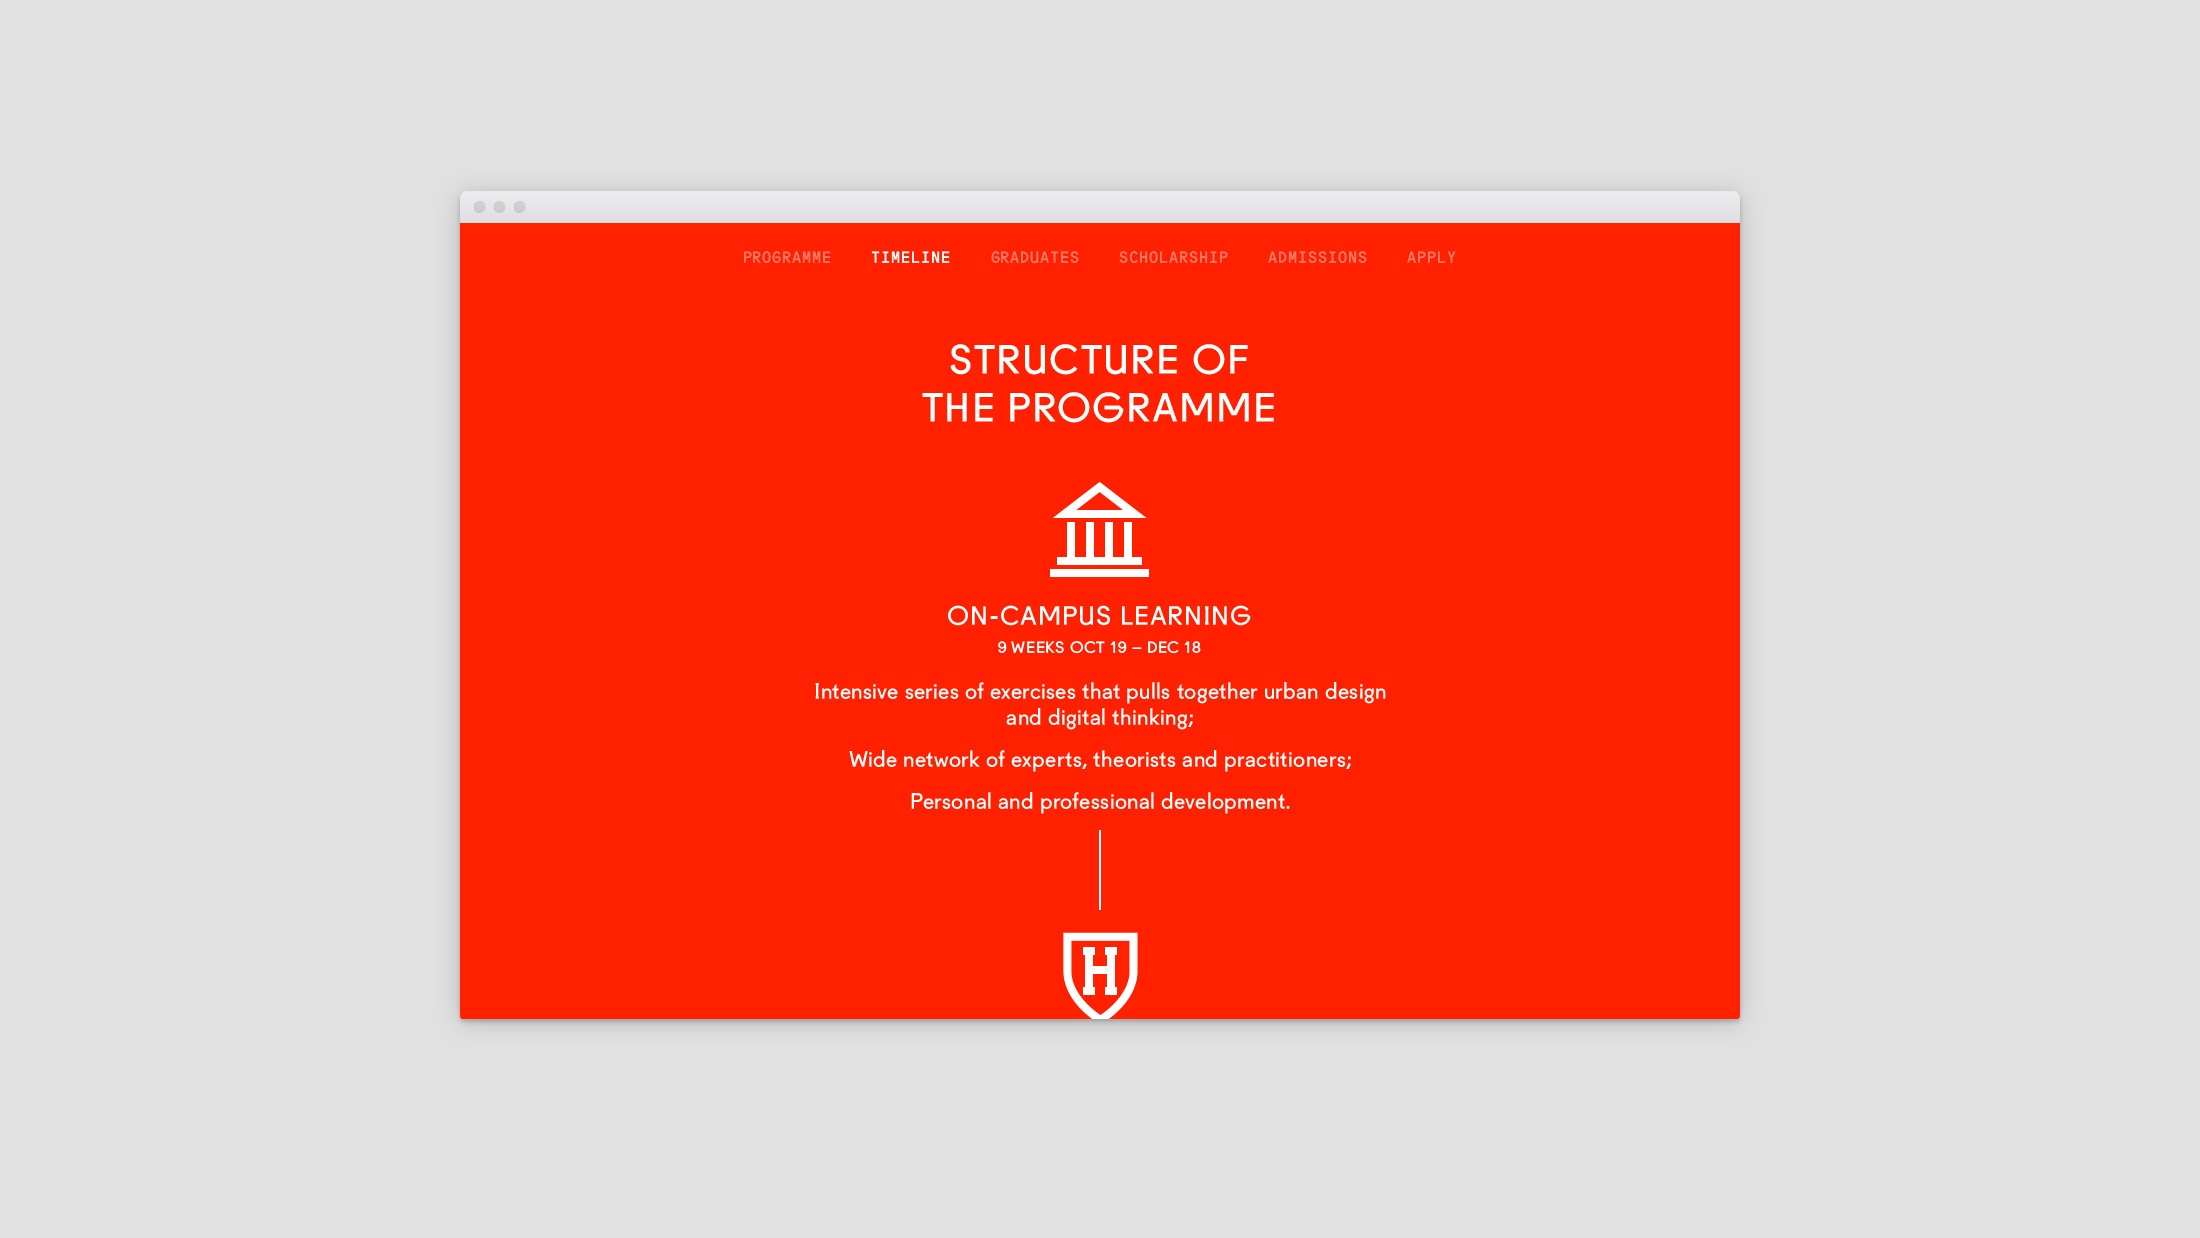 PROGRAMME TIMELINE GRADUATES SCHOLARSHIP ADMISSIONS APPLY
STRUCTURE OF
THE PROGRAMME
ON-CAMPUS LEARNING
9 WEEKS OCT 19 – DEC 18
Intensive series of exercises that pulls together urban design
and digital thinking;
Wide network of experts, theorists and practitioners;
Personal and professional development.
H